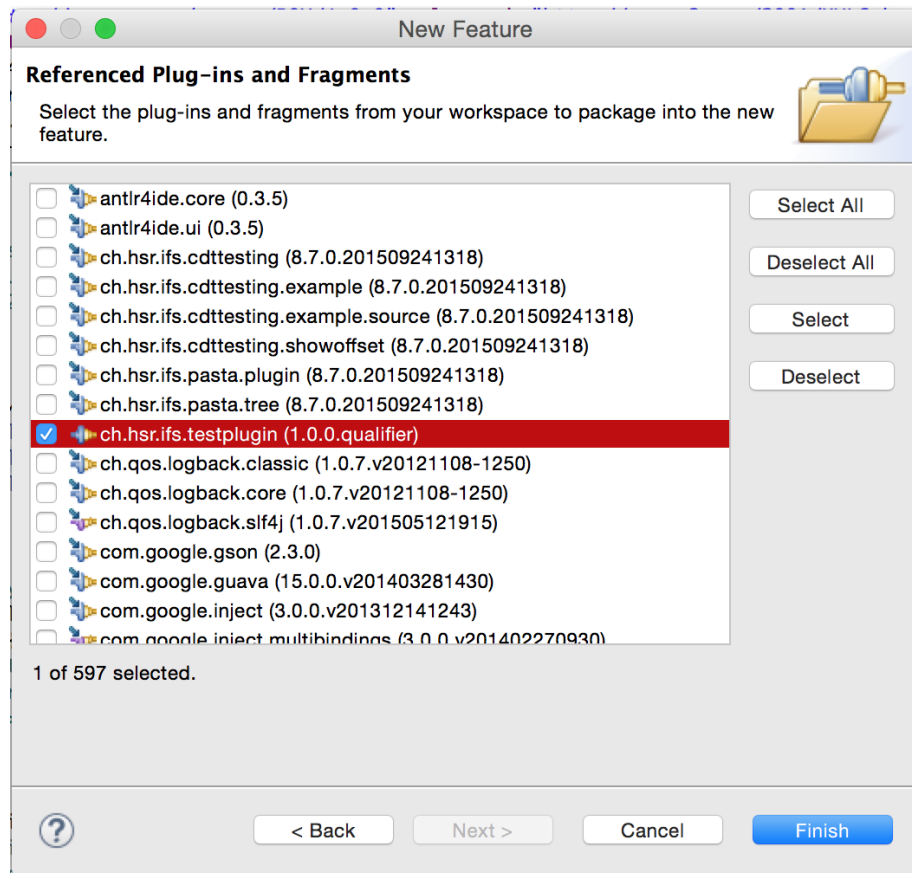 New Feature
Referenced Plug-ins and Fragments
Select the plug-ins and fragments from your workspace to package into the new
feature.
antlr4ide.core (0.3.5)
antlr4ide.ui (0.3.5)
ch.hsr.ifs.cdttesting (8.7.0.201509241318)
ch.hsr.ifs.cdttesting.example (8.7.0.201509241318)
ch.hsr.ifs.cdttesting.example.source (8.7.0.201509241318)
ch.hsr.ifs.cdttesting.showoffset (8.7.0.201509241318)
ch.hsr.ifs.pasta.plugin (8.7.0.201509241318)
ch.hsr.ifs.pasta.tree (8.7.0.201509241318)
ch.hsr.ifs.testplugin (1.0.0.qualifier)
ch.qos.logback.classic (1.0.7.v20121108-1250)
ch.qos.logback.core (1.0.7.v20121108-1250)
ch.qos.logback.slf4j (1.0.7.v201505121915)
com.google.gson (2.3.0)
com.google.guava (15.0.0.v201403281430)
com.google.inject (3.0.0.v201312141243)
com.google.inject.multibindings (3.0.0.v201402270930)
Select All
Deselect All
Select
Deselect
1 of 597 selected.
?
< Back
Next >
Cancel
Finish